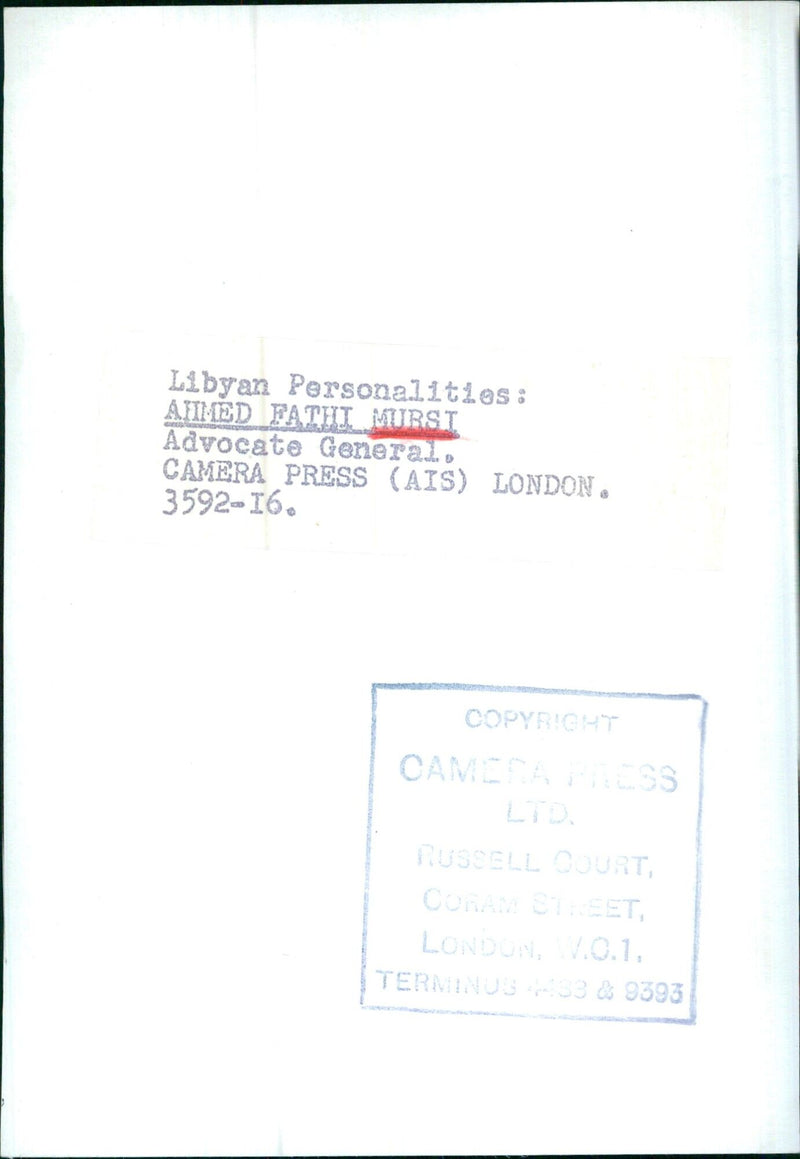 Libyan Personalities:
AHMED FATHI MURSI
Advocate General.
CAMERA PRESS (AIS) LONDON.
3592-I6.
COPYRIGHT
CAMERA PRESS
LTD.
RUSSELL COURT,
CORAM STREET,
LONDON, W.C.1.
TERMINUS 4433 & 9393